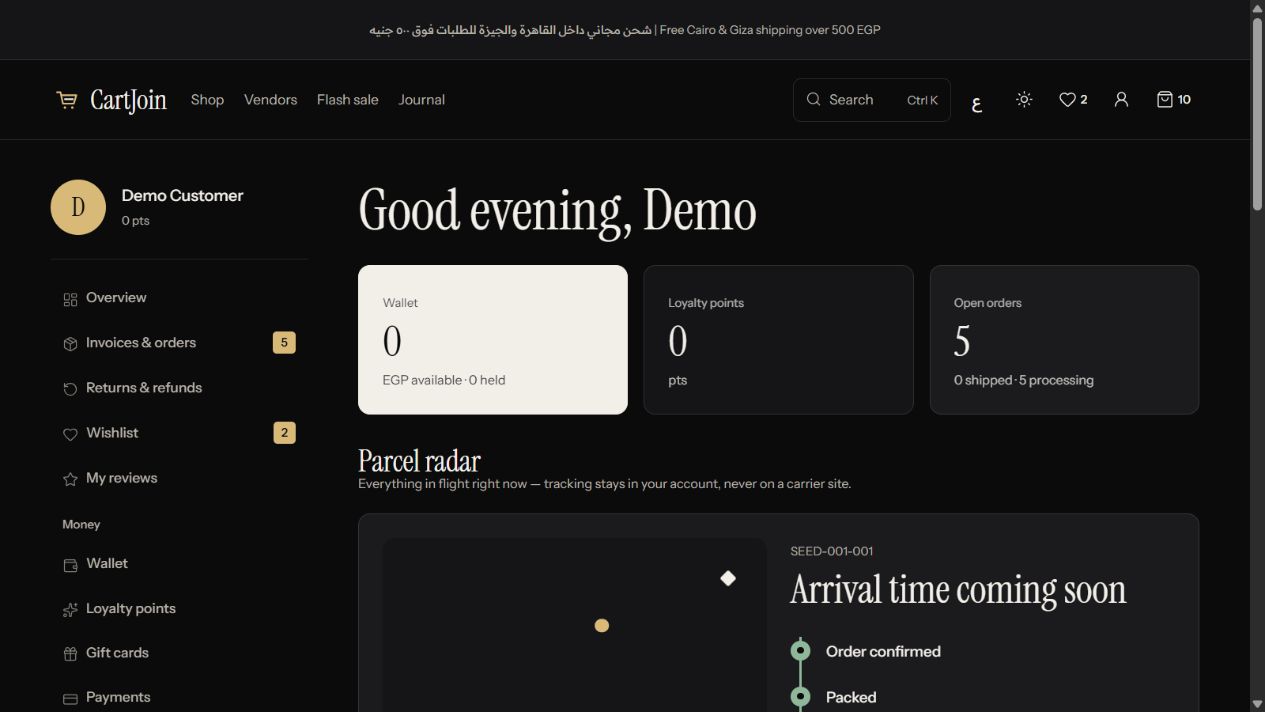 شحن مجاني داخل القاهرة والجيزة للطلبات فوق ٥٠٠ جنيه | Free Cairo & Giza shipping over 500 EGP
CartJoin
Shop
Vendors
Flash sale
Journal
Search
Ctrl K
ع
2
10
D
Demo Customer
0 pts
Overview
Invoices & orders
5
Returns & refunds
Wishlist
2
My reviews
Money
Wallet
Loyalty points
Gift cards
Payments
Good evening, Demo
Wallet
0
EGP available · 0 held
Loyalty points
0
pts
Open orders
5
0 shipped · 5 processing
Parcel radar
Everything in flight right now — tracking stays in your account, never on a carrier site.
SEED-001-001
Arrival time coming soon
Order confirmed
Packed